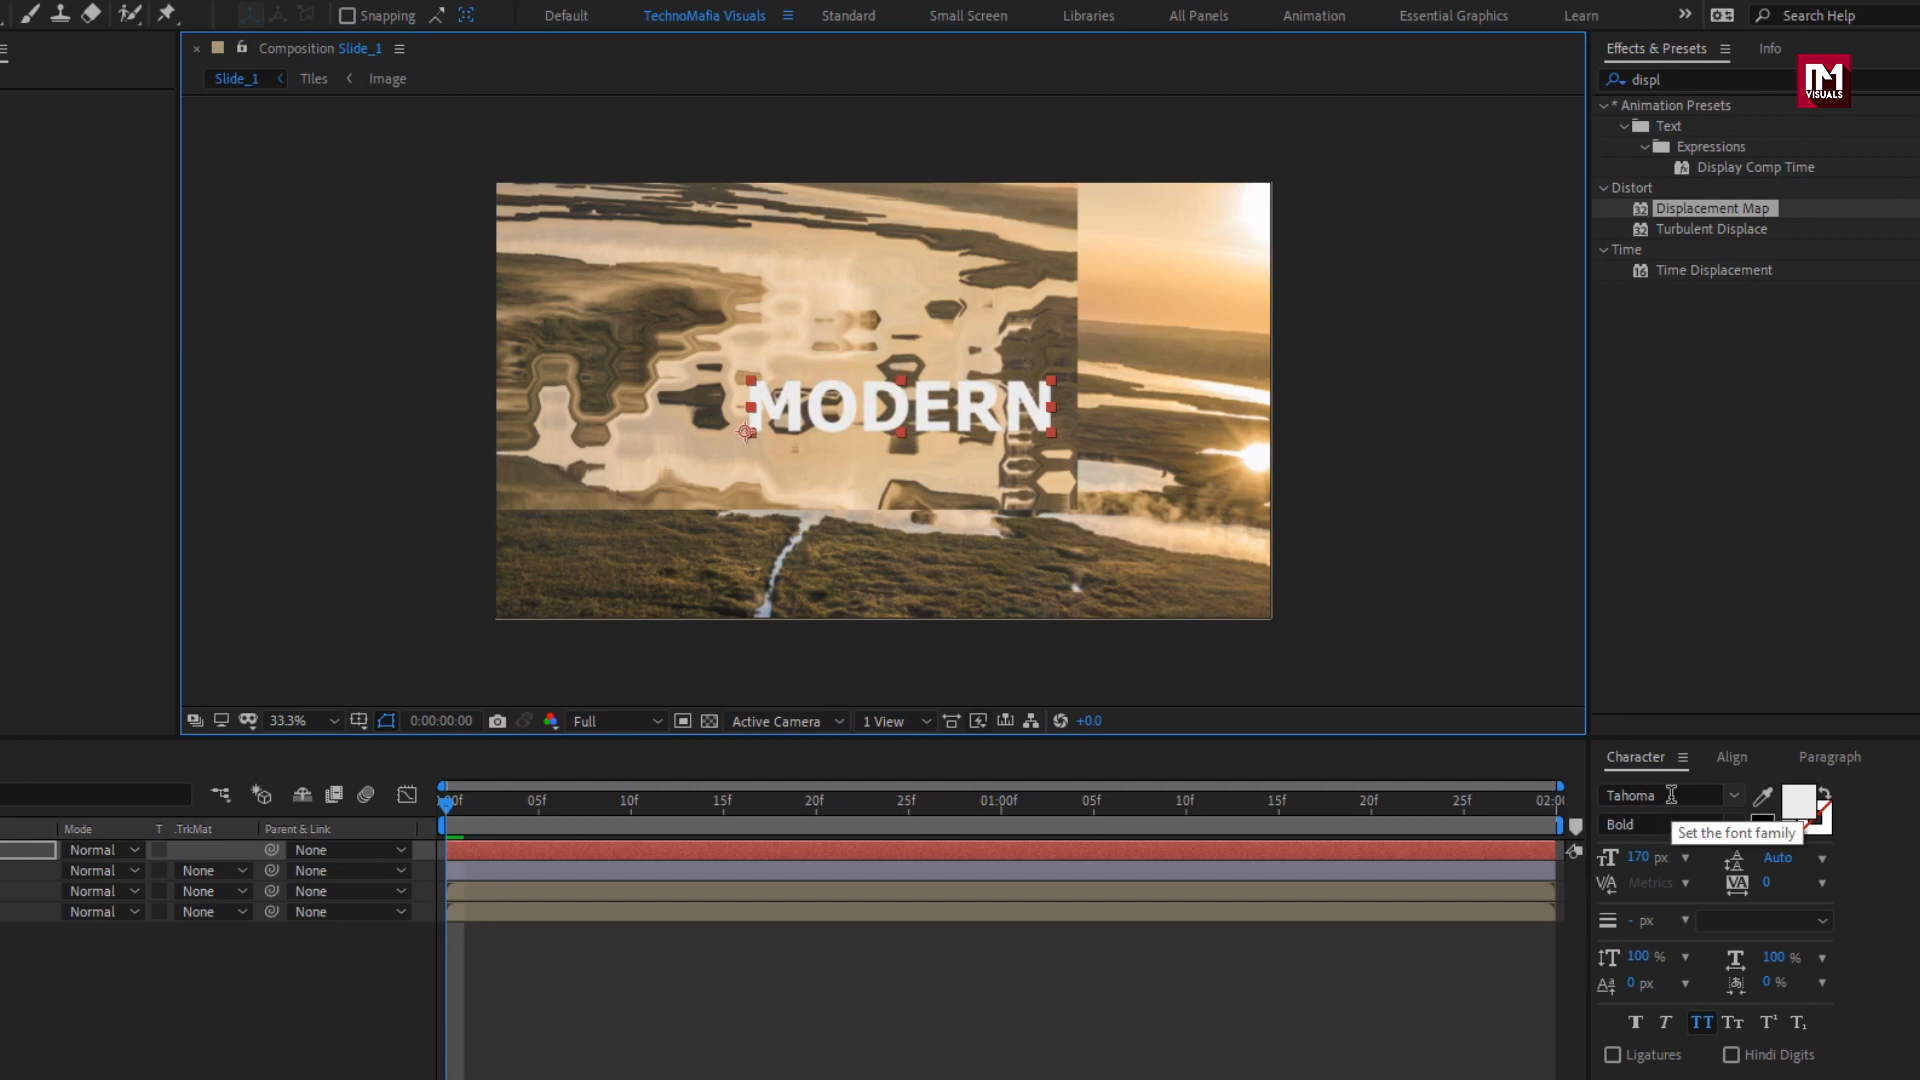 Snapping
Default
TechnoMafia Visuals
Standard
Small Screen
Libraries
All Panels
Animation
Essential Graphics
Learn
Search Help
Composition Slide_1
Slide_1
TIles
Image
Effects & Presets
Info
displ
VISUALS
* Animation Presets
Text
Expressions
Display Comp Time
Distort
32 Displacement Map
32 Turbulent Displace
Time
16 Time Displacement
MODERN
33.3%
0:00:00:00
Full
Active Camera
1 View
+0.0
Character
Align
Paragraph
Tahoma
Bold
Set the font family
170 px
Auto
Metrics
0
- px
100 %
100 %
0 px
0 %
Ligatures
Hindi Digits
05f
10f
15f
20f
25f
01:00f
05f
10f
15f
20f
25f
Mode
T
.TrkMat
Parent & Link
Normal
None
Normal
None
None
Normal
None
None
Normal
None
None